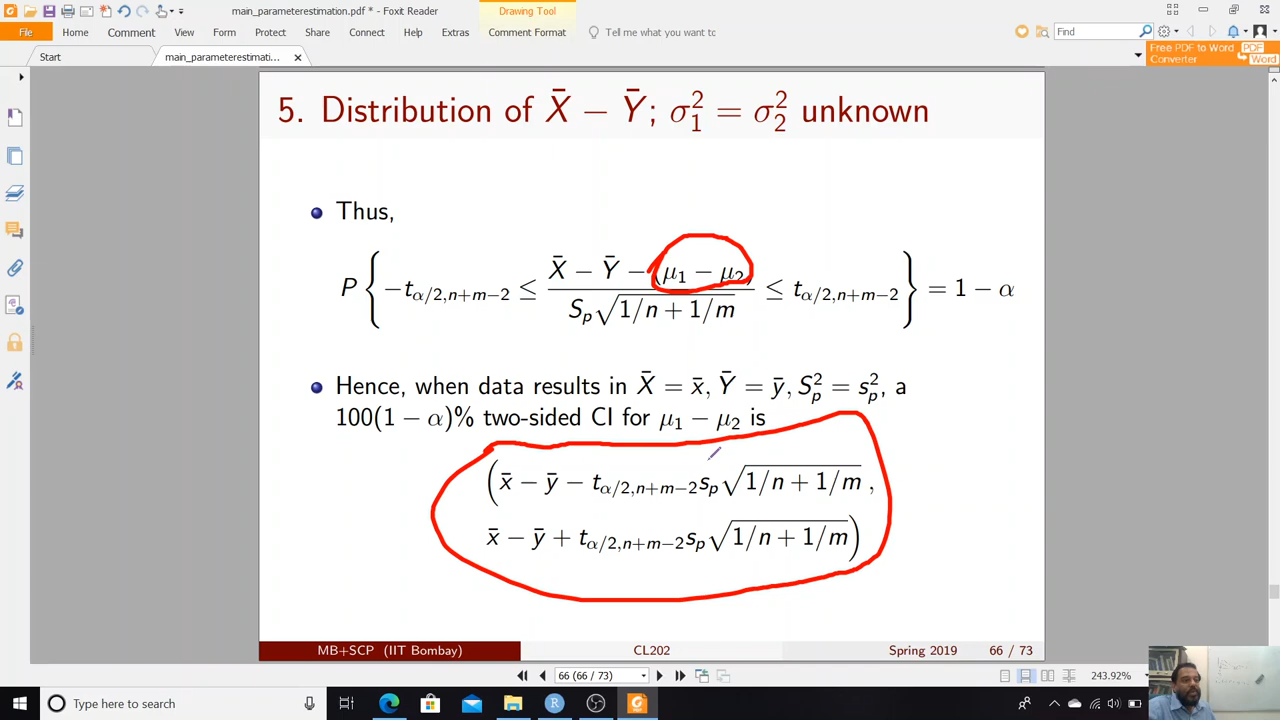 main_parameterestimation.pdf * - Foxit Reader
Drawing Tool
File Home Comment View Form Protect Share Connect Help Extras Comment Format Tell me what you want tc Find
Start main_parameterestimati... Free PDF to Word Converter PDF Word
5. Distribution of X̄ − Ȳ; σ₁² = σ₂² unknown
Thus,
P{−t_{α/2,n+m−2} ≤ (X̄ − Ȳ − (μ₁ − μ₂))/(S_p√(1/n + 1/m)) ≤ t_{α/2,n+m−2}} = 1 − α
Hence, when data results in X̄ = x̄, Ȳ = ȳ, S_p² = s_p², a
100(1 − α)% two-sided CI for μ₁ − μ₂ is
(x̄ − ȳ − t_{α/2,n+m−2}s_p√(1/n + 1/m) ,
x̄ − ȳ + t_{α/2,n+m−2}s_p√(1/n + 1/m))
MB+SCP (IIT Bombay) CL202 Spring 2019 66 / 73
66 (66 / 73) 243.92%
Type here to search